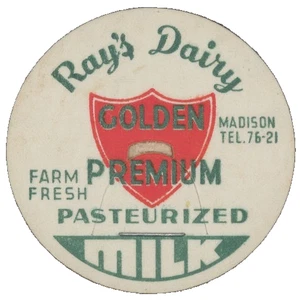 Ray's Dairy
GOLDEN
MADISON
TEL. 76-21
FARM
FRESH
PREMIUM
PASTEURIZED
MILK